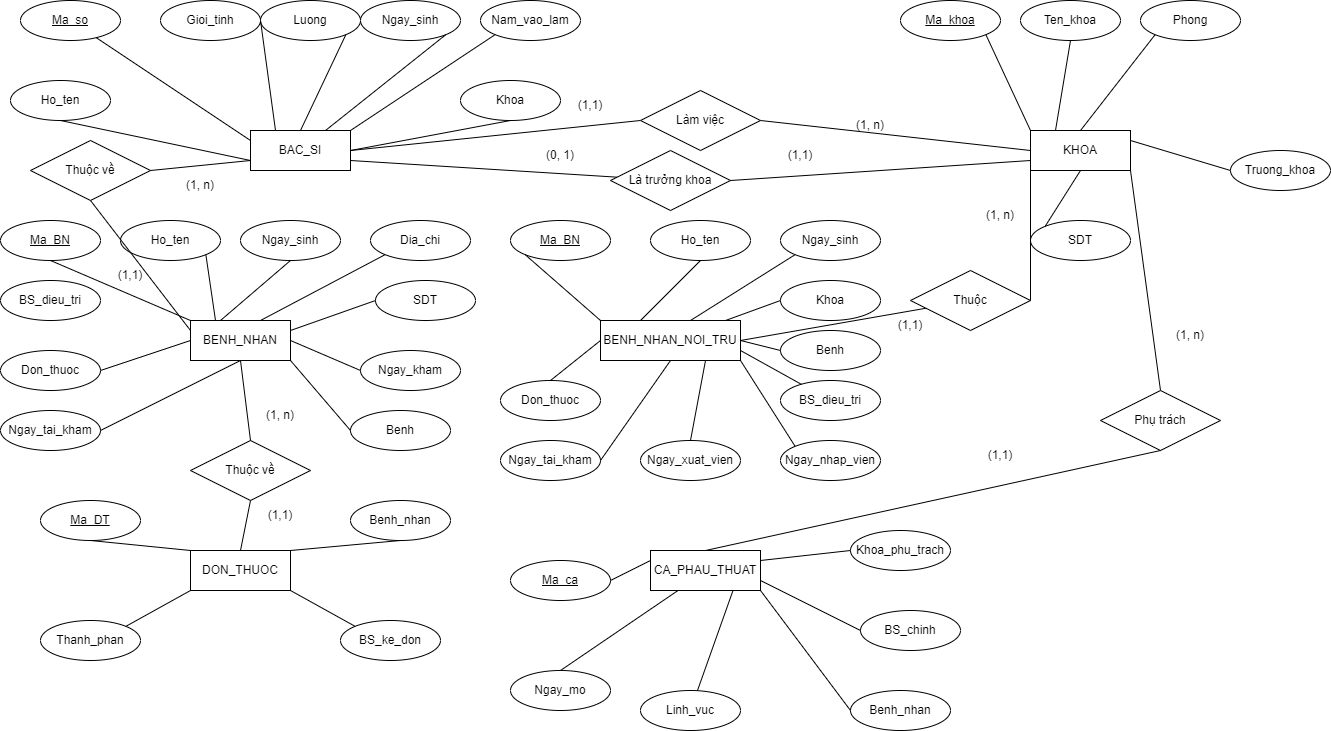 Ma_so
Gioi_tinh
Luong
Ngay_sinh
Nam_vao_lam
Ma_khoa
Ten_khoa
Phong
Ho_ten
Khoa
(1,1)
Làm việc
(1, n)
BAC_SI
KHOA
(0, 1)
(1,1)
Thuộc về
(1, n)
Là trưởng khoa
Truong_khoa
(1, n)
Ma_BN
Ho_ten
Ngay_sinh
Dia_chi
Ma_BN
Ho_ten
Ngay_sinh
SDT
(1,1)
BS_dieu_tri
SDT
Khoa
Thuộc
(1,1)
BENH_NHAN
BENH_NHAN_NOI_TRU
(1, n)
Benh
Don_thuoc
Ngay_kham
Don_thuoc
BS_dieu_tri
(1, n)
Phụ trách
Ngay_tai_kham
Benh
(1,1)
Thuộc về
Ngay_tai_kham
Ngay_xuat_vien
Ngay_nhap_vien
(1,1)
Ma_DT
Benh_nhan
Khoa_phu_trach
DON_THUOC
CA_PHAU_THUAT
Ma_ca
BS_chinh
Thanh_phan
BS_ke_don
Ngay_mo
Linh_vuc
Benh_nhan